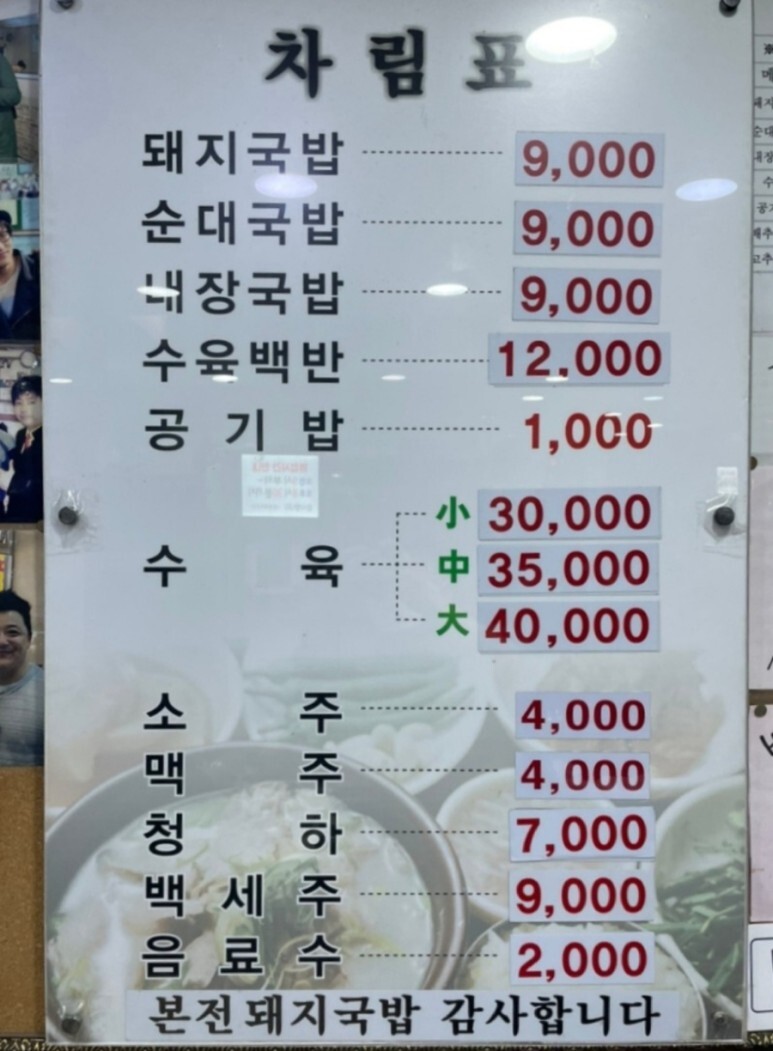 차림표
돼지국밥 9,000
순대국밥 9,000
내장국밥 9,000
수육백반 12,000
공기밥 1,000
수육 小 30,000
中 35,000
大 40,000
소주 4,000
맥주 4,000
청하 7,000
백세주 9,000
음료수 2,000
본전돼지국밥 감사합니다